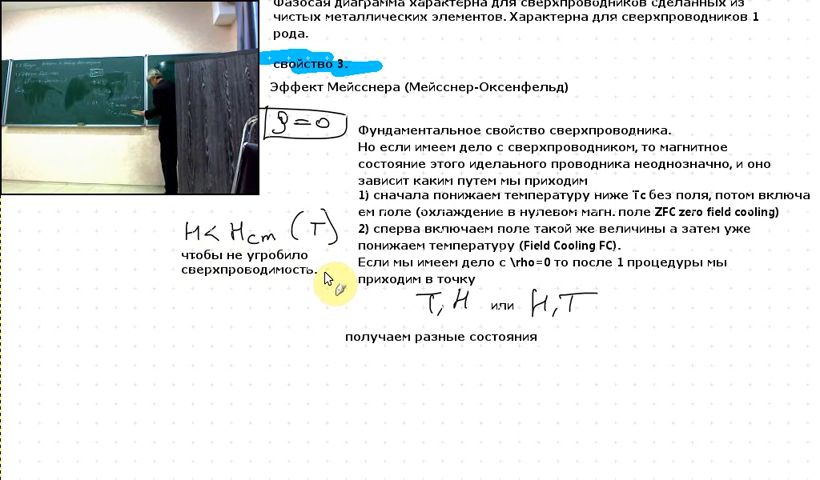 Фазосая диаграмма характерна для сверхпроводников сделанных из
чистых металлических элементов. Характерна для сверхпроводников 1
рода.
свойство 3.
Эффект Мейсснера (Мейсснер-Оксенфельд)
ρ = 0
Фундаментальное свойство сверхпроводника.
Но если имеем дело с сверхпроводником, то магнитное
состояние этого идельного проводника неоднозначно, и оно
зависит каким путем мы приходим
1) сначала понижаем температуру ниже Tc без поля, потом включа
ем поле (охлаждение в нулевом магн. поле ZFC zero field cooling)
2) сперва включаем поле такой же величины а затем уже
понижаем температуру (Field Cooling FC).
Если мы имеем дело с \rho=0 то после 1 процедуры мы
приходим в точку
H < Hcm (T)
чтобы не угробило
сверхпроводимость.
T, H или H, T
получаем разные состояния